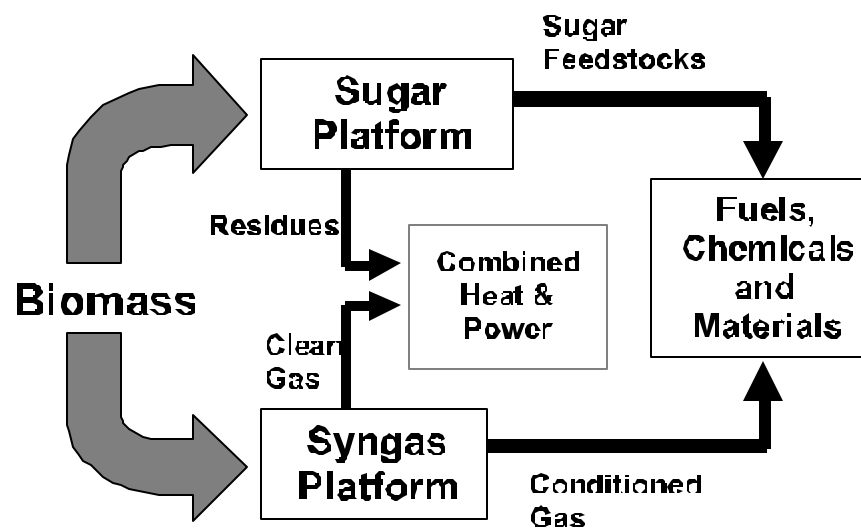 Sugar
Feedstocks
Sugar
Platform
Residues
Fuels,
Chemicals
and
Materials
Combined
Heat &
Power
Biomass
Clean
Gas
Syngas
Platform
Conditioned
Gas